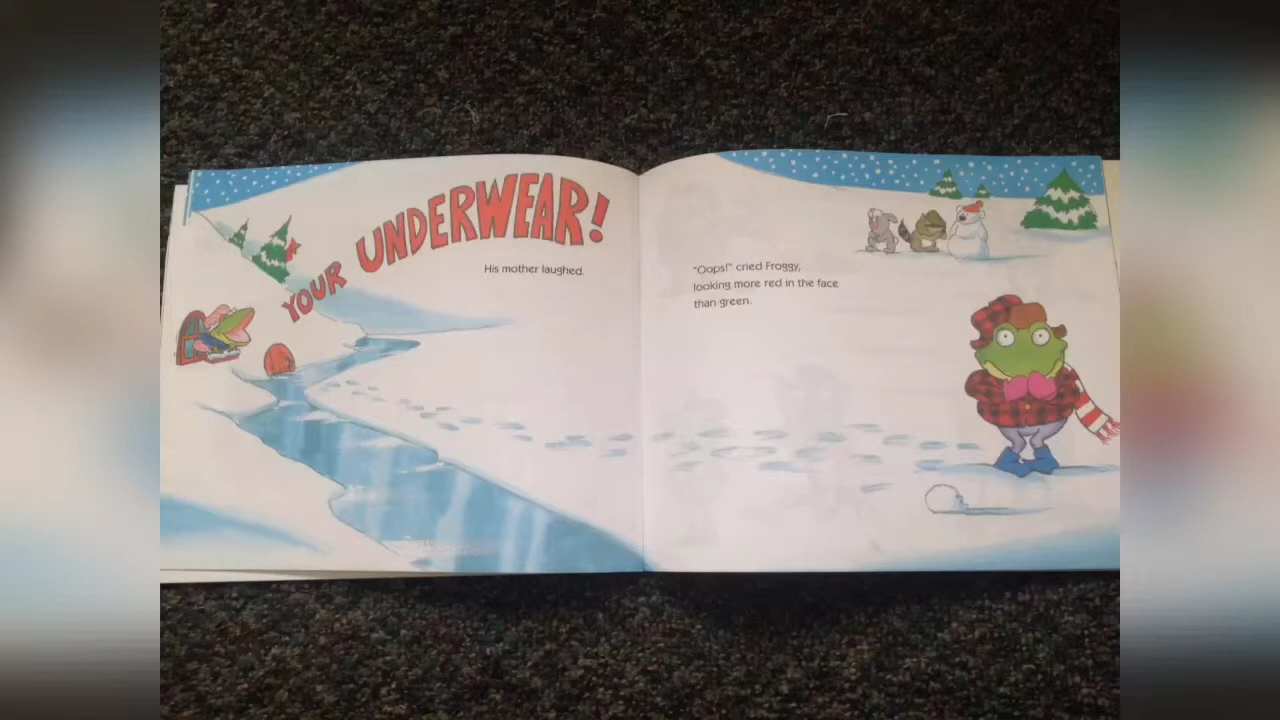 YOUR UNDERWEAR!
His mother laughed.
"Oops!" cried Froggy,
looking more red in the face
than green.